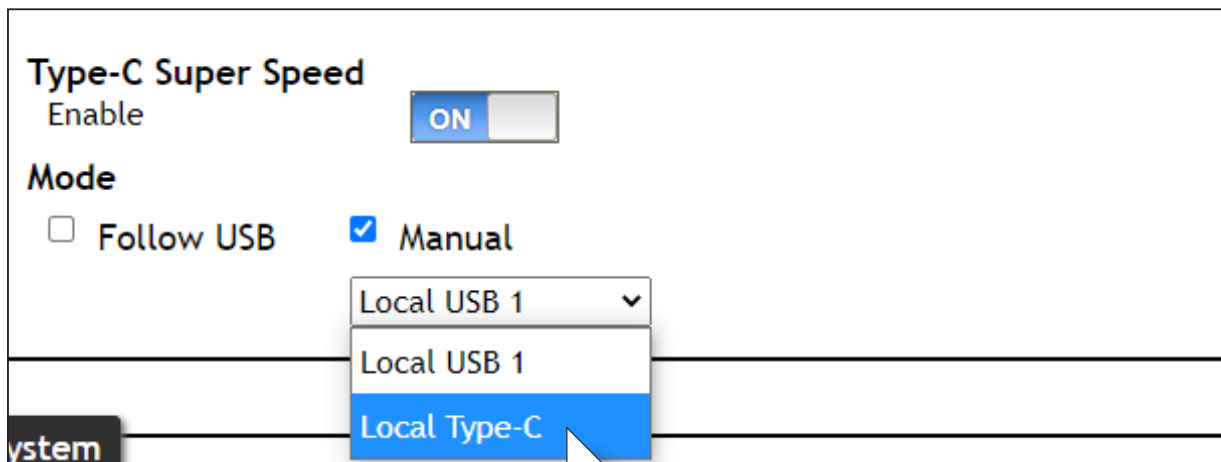 Type-C Super Speed
Enable
ON
Mode
Follow USB
Manual
Local USB 1
Local USB 1
Local Type-C